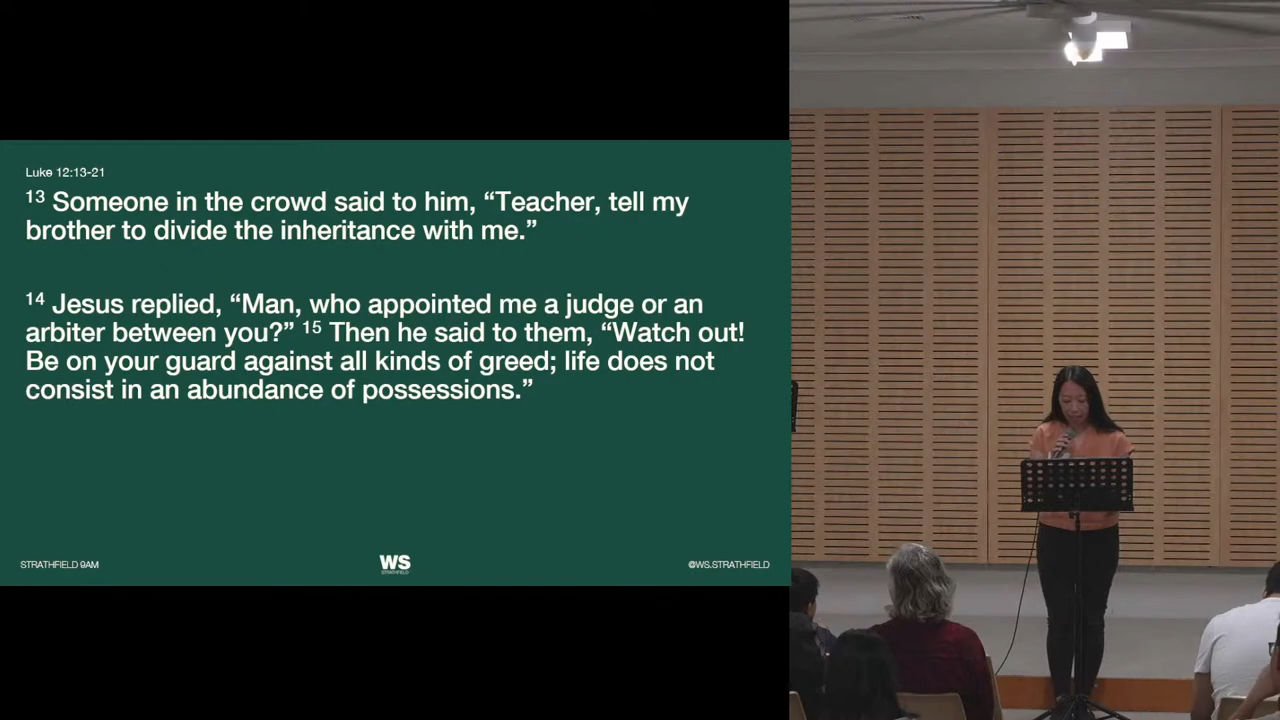 Luke 12:13-21
13 Someone in the crowd said to him, “Teacher, tell my
brother to divide the inheritance with me.”
14 Jesus replied, “Man, who appointed me a judge or an
arbiter between you?” 15 Then he said to them, “Watch out!
Be on your guard against all kinds of greed; life does not
consist in an abundance of possessions.”
STRATHFIELD 9AM
WS
STRATHFIELD
@WS.STRATHFIELD